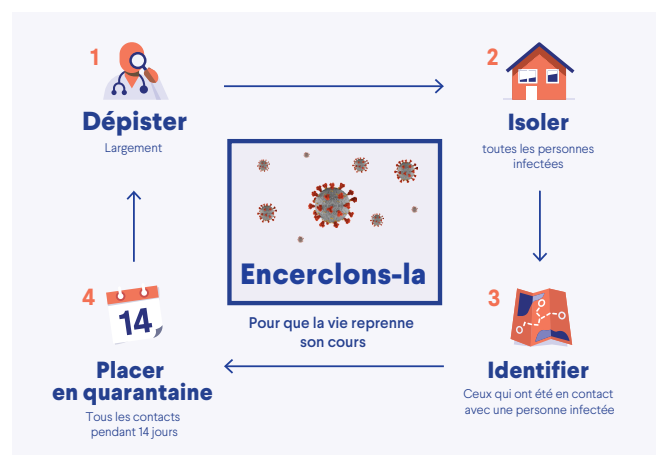 1
Dépister
Largement
2
Isoler
toutes les personnes
infectées
Encerclons-la
Pour que la vie reprenne
son cours
3
Identifier
Ceux qui ont été en contact
avec une personne infectée
4
14
Placer
en quarantaine
Tous les contacts
pendant 14 jours